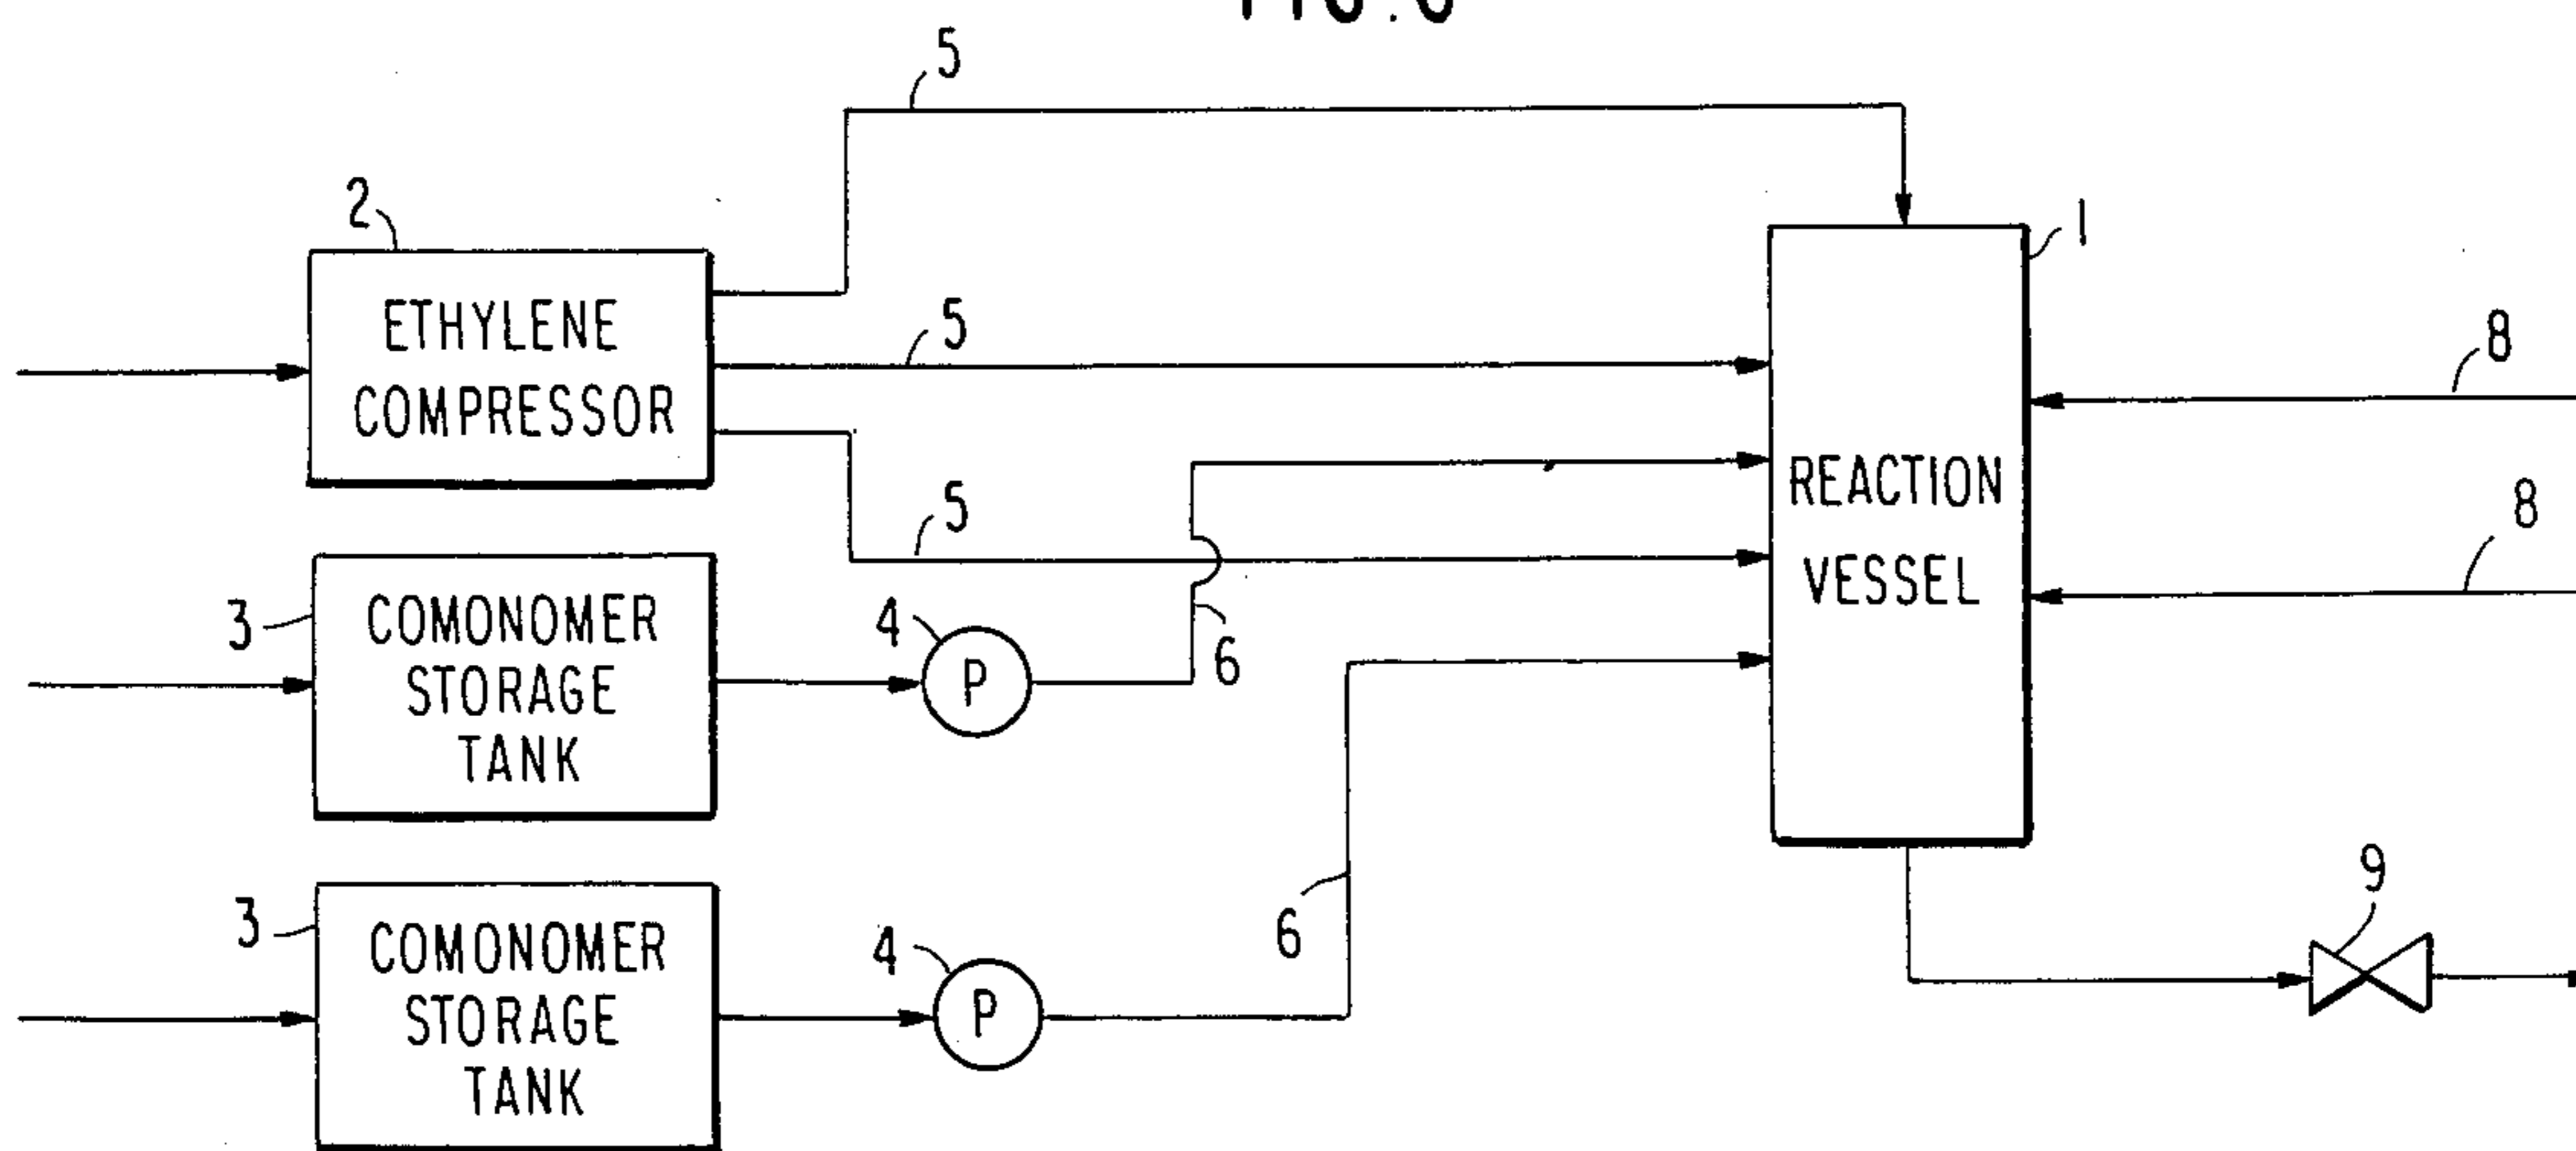 5
2
1
ETHYLENE
COMPRESSOR
5
8
REACTION
VESSEL
5
8
3
COMONOMER
STORAGE
TANK
4
P
6
3
COMONOMER
STORAGE
TANK
4
P
6
9